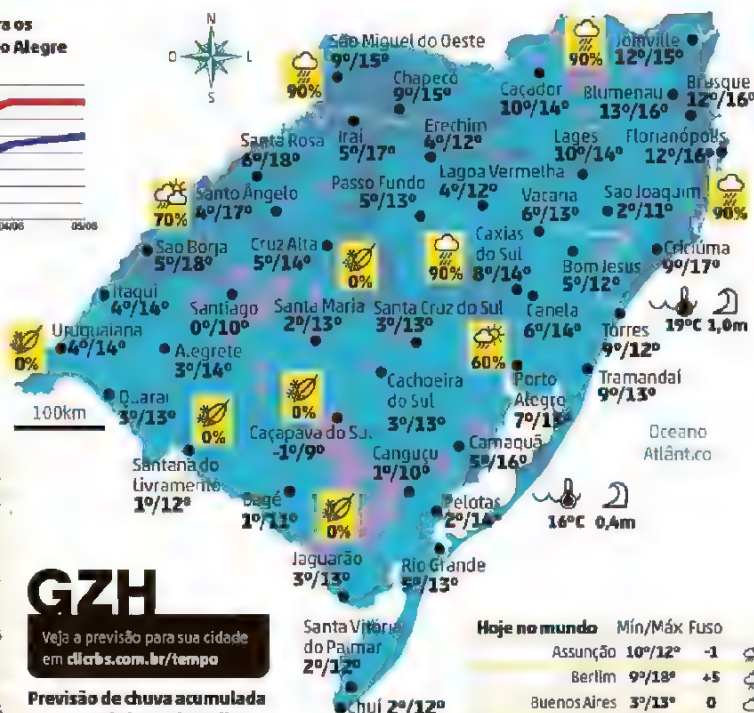 ra os
o Alegre
N
O L
S
04/06 05/06
90%
São Miguel do Oeste
9º/15º
90%
Joinville
12º/15º
Chapecó
9º/15º
Caçador
10º/14º
Blumenau
13º/16º
Brusque
12º/16º
Santa Rosa
6º/18º
Iraí
5º/17º
Erechim
4º/12º
Lages
10º/14º
Florianópolis
12º/16º
70%
Santo Ângelo
4º/17º
Passo Fundo
5º/13º
Lagoa Vermelha
4º/12º
Vacaria
6º/13º
São Joaquim
2º/11º
90%
São Borja
5º/18º
Cruz Alta
5º/14º
0%
90%
Caxias
do Sul
8º/14º
Bom Jesus
5º/12º
Criciúma
9º/17º
Itaqui
4º/14º
Santiago
0º/10º
Santa Maria
2º/13º
Santa Cruz do Sul
3º/13º
Canela
6º/14º
19ºC 1,0m
Torres
9º/12º
0%
Uruguaiana
4º/14º
Alegrete
3º/14º
60%
Quaraí
3º/13º
0%
Cachoeira
do Sul
3º/13º
Porto
Alegre
Tramandaí
9º/13º
100km
0%
Caçapava do Sul
-1º/9º
Camaquã
5º/16º
Oceano
Atlântico
Santana do
Livramento
1º/12º
Canguçu
1º/10º
Bagé
1º/11º
0%
Pelotas
2º/14º
16ºC 0,4m
Jaguarão
3º/13º
Rio Grande
5º/13º
GZH
Veja a previsão para sua cidade
em clicrbs.com.br/tempo
Santa Vitória
do Palmar
2º/12º
Chuí 2º/12º
Previsão de chuva acumulada
Hoje no mundo Mín/Máx Fuso
Assunção 10º/12º -1
Berlim 9º/18º +5
Buenos Aires 3º/13º 0